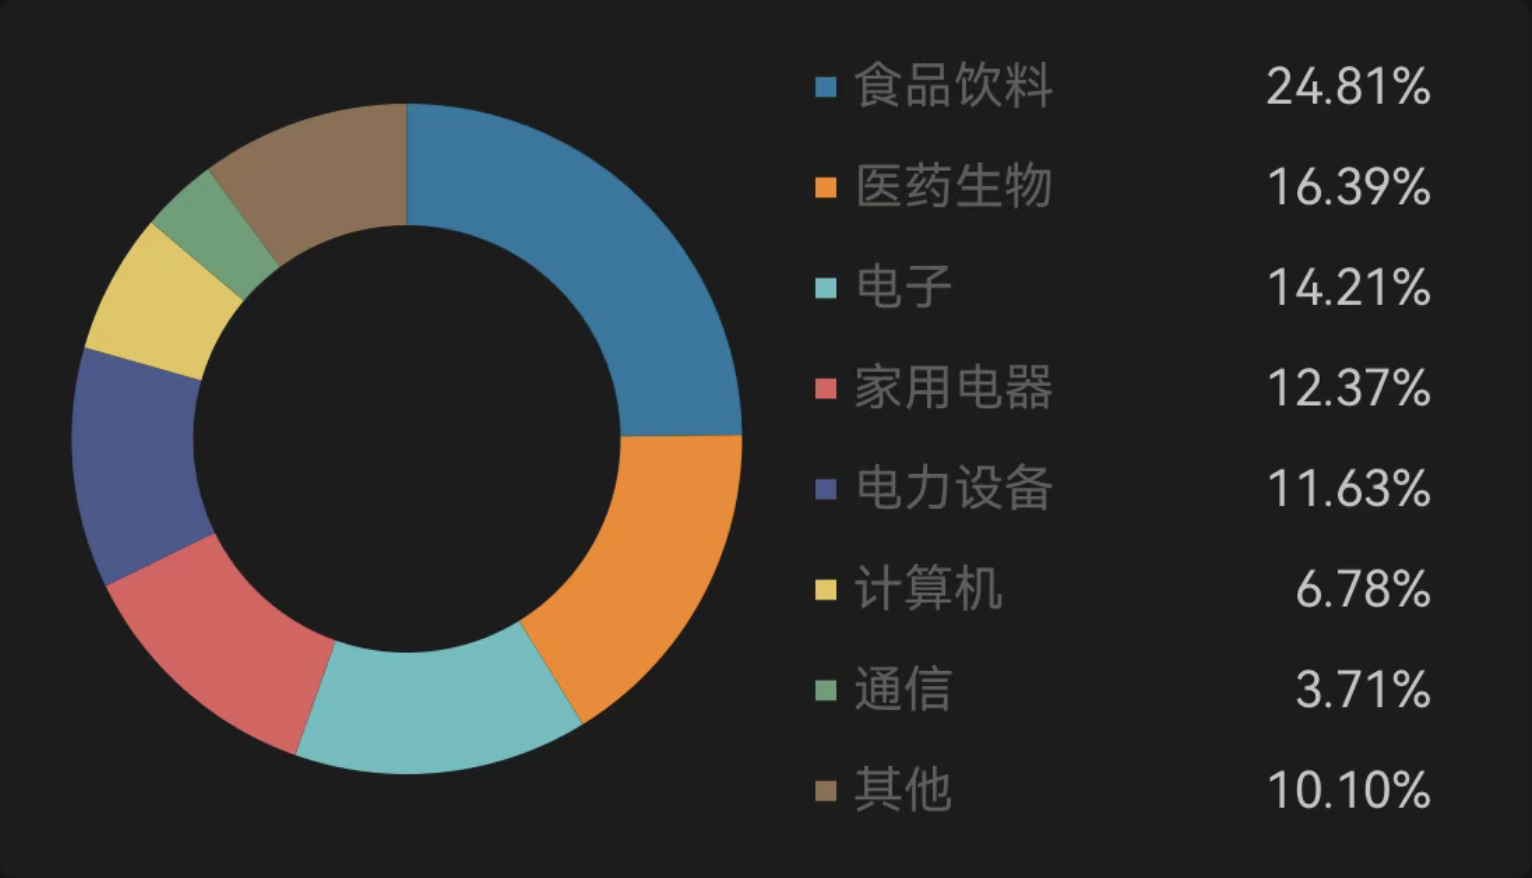 食品饮料 24.81%
医药生物 16.39%
电子 14.21%
家用电器 12.37%
电力设备 11.63%
计算机 6.78%
通信 3.71%
其他 10.10%